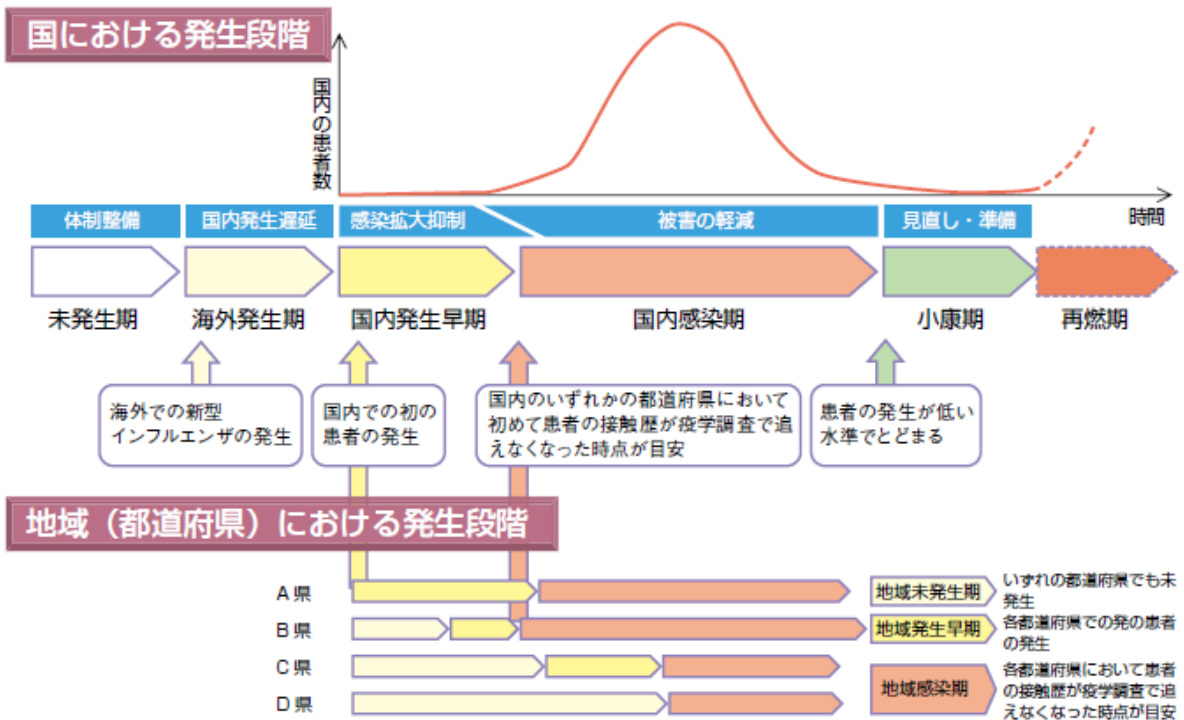 国における発生段階
国内の患者数
時間
体制整備
国内発生遅延
感染拡大抑制
被害の軽減
見直し・準備
未発生期
海外発生期
国内発生早期
国内感染期
小康期
再燃期
海外での新型
インフルエンザの発生
国内での初の
患者の発生
国内のいずれかの都道府県において
初めて患者の接触歴が疫学調査で追
えなくなった時点が目安
患者の発生が低い
水準でとどまる
地域（都道府県）における発生段階
A県
B県
C県
D県
地域未発生期
いずれの都道府県でも未
発生
地域発生早期
各都道府県での発の患者
の発生
地域感染期
各都道府県において患者
の接触歴が疫学調査で追
えなくなった時点が目安